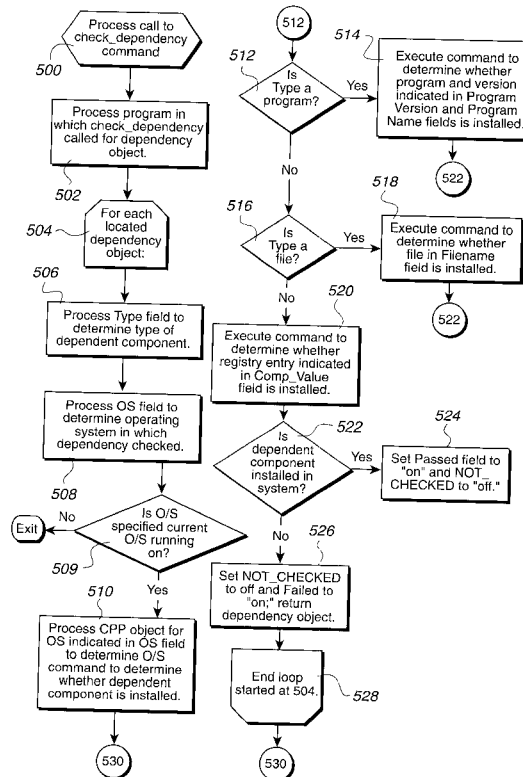 Process call to
check_dependency
command
500
Process program in
which check_dependency
called for dependency
object.
502
For each
located
dependency
object:
504
506
Process Type field to
determine type of
dependent component.
Process OS field to
determine operating
system in which
dependency checked.
508
Is O/S
specified current
O/S running
on?
No
Exit
509
Yes
510
Process CPP object for
OS indicated in OS field
to determine O/S
command to determine
whether dependent
component is installed.
530
512
512
Is
Type a
program?
Yes
514
Execute command to
determine whether
program and version
indicated in Program
Version and Program
Name fields is installed.
522
No
516
Is
Type a
file?
Yes
518
Execute command to
determine whether
file in Filename
field is installed.
522
No
520
Execute command to
determine whether
registry entry indicated
in Comp_Value
field is installed.
522
Is
dependent
component
installed in
system?
Yes
524
Set Passed field to
"on" and NOT_
CHECKED to "off."
No
526
Set NOT_CHECKED
to off and Failed to
"on;" return
dependency object.
End loop
started at 504.
528
530